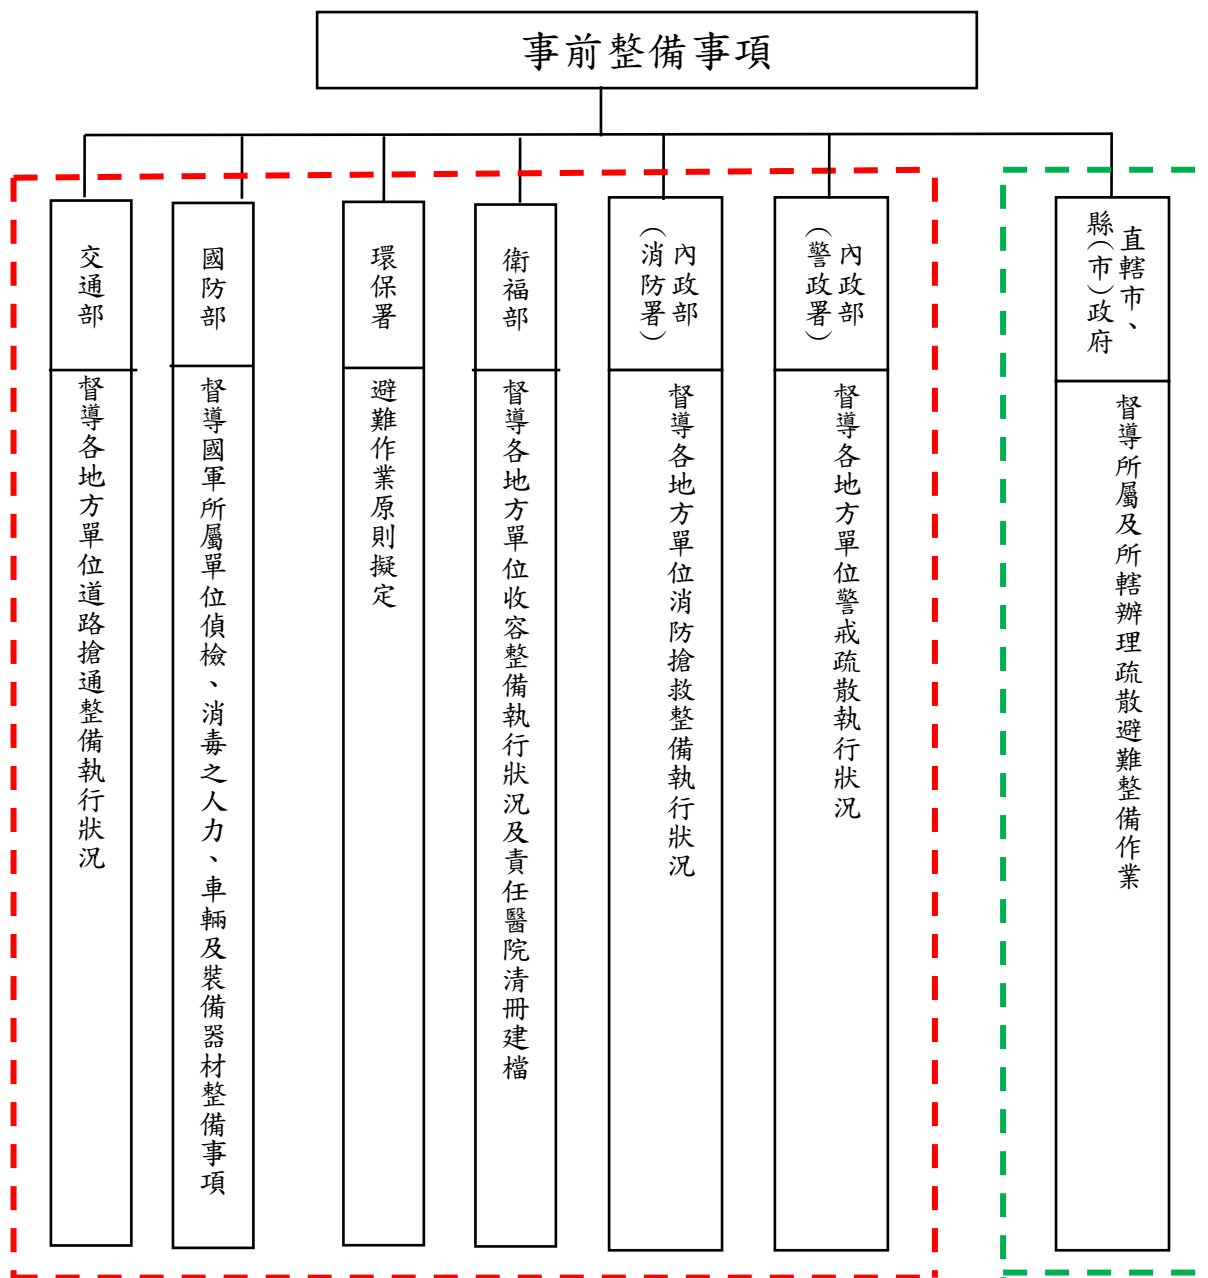 事前整備事項
交通部
督導各地方單位道路搶通整備執行狀況
國防部
督導國軍所屬單位偵檢、消毒之人力、車輛及裝備器材整備事項
環保署
避難作業原則擬定
衛福部
督導各地方單位收容整備執行狀況及責任醫院清冊建檔
內政部
（消防署）
督導各地方單位消防搶救整備執行狀況
內政部
（警政署）
督導各地方單位警戒疏散執行狀況
直轄市、
縣（市）政府
督導所屬及所轄辦理疏散避難整備作業